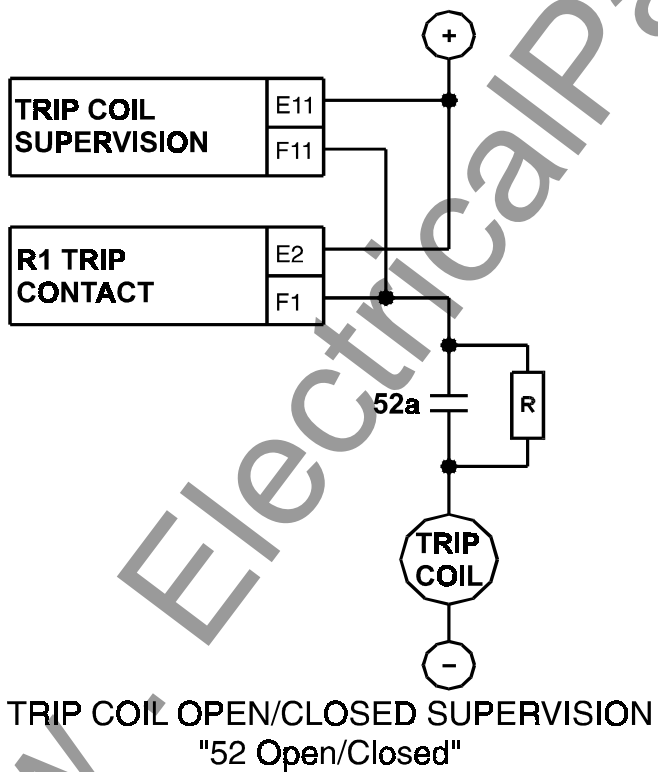 +
TRIP COIL
SUPERVISION
E11
F11
R1 TRIP
CONTACT
E2
F1
52a
R
TRIP
COIL
−
TRIP COIL OPEN/CLOSED SUPERVISION
"52 Open/Closed"
. ElectricalPa